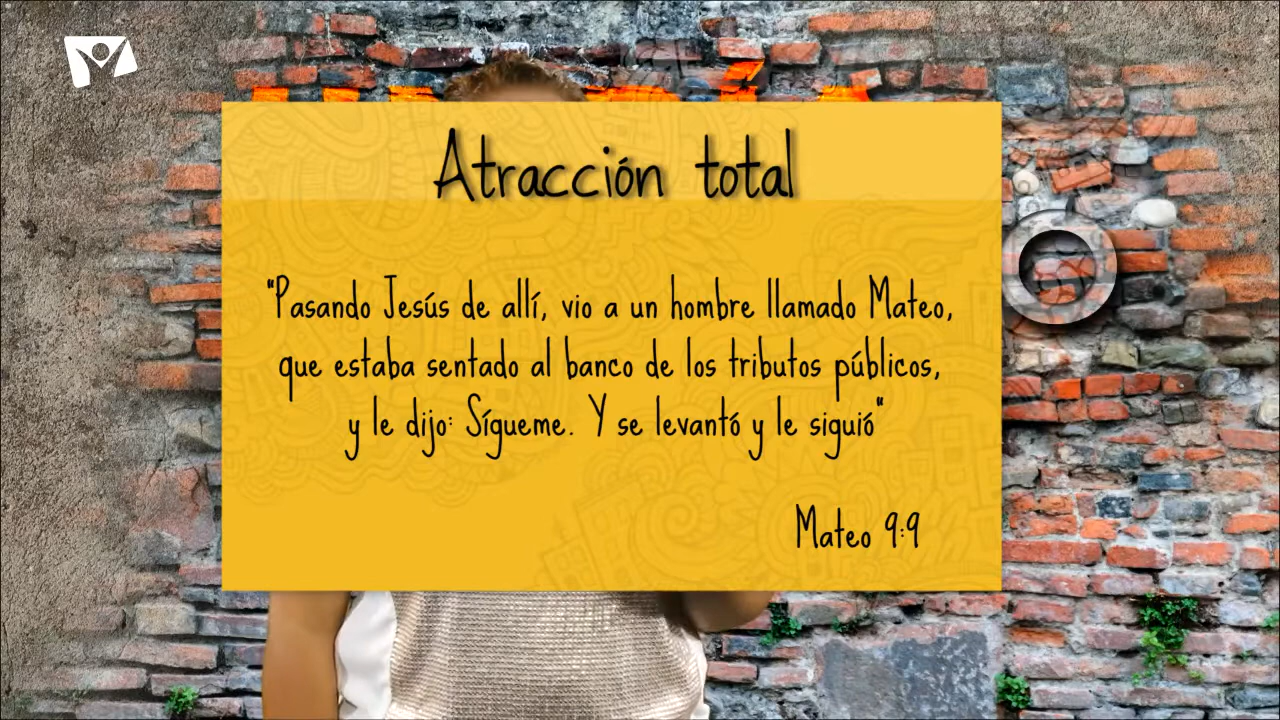 Atracción total
"Pasando Jesús de allí, vio a un hombre llamado Mateo,
que estaba sentado al banco de los tributos públicos,
y le dijo: Sígueme. Y se levantó y le siguió"
Mateo 9:9